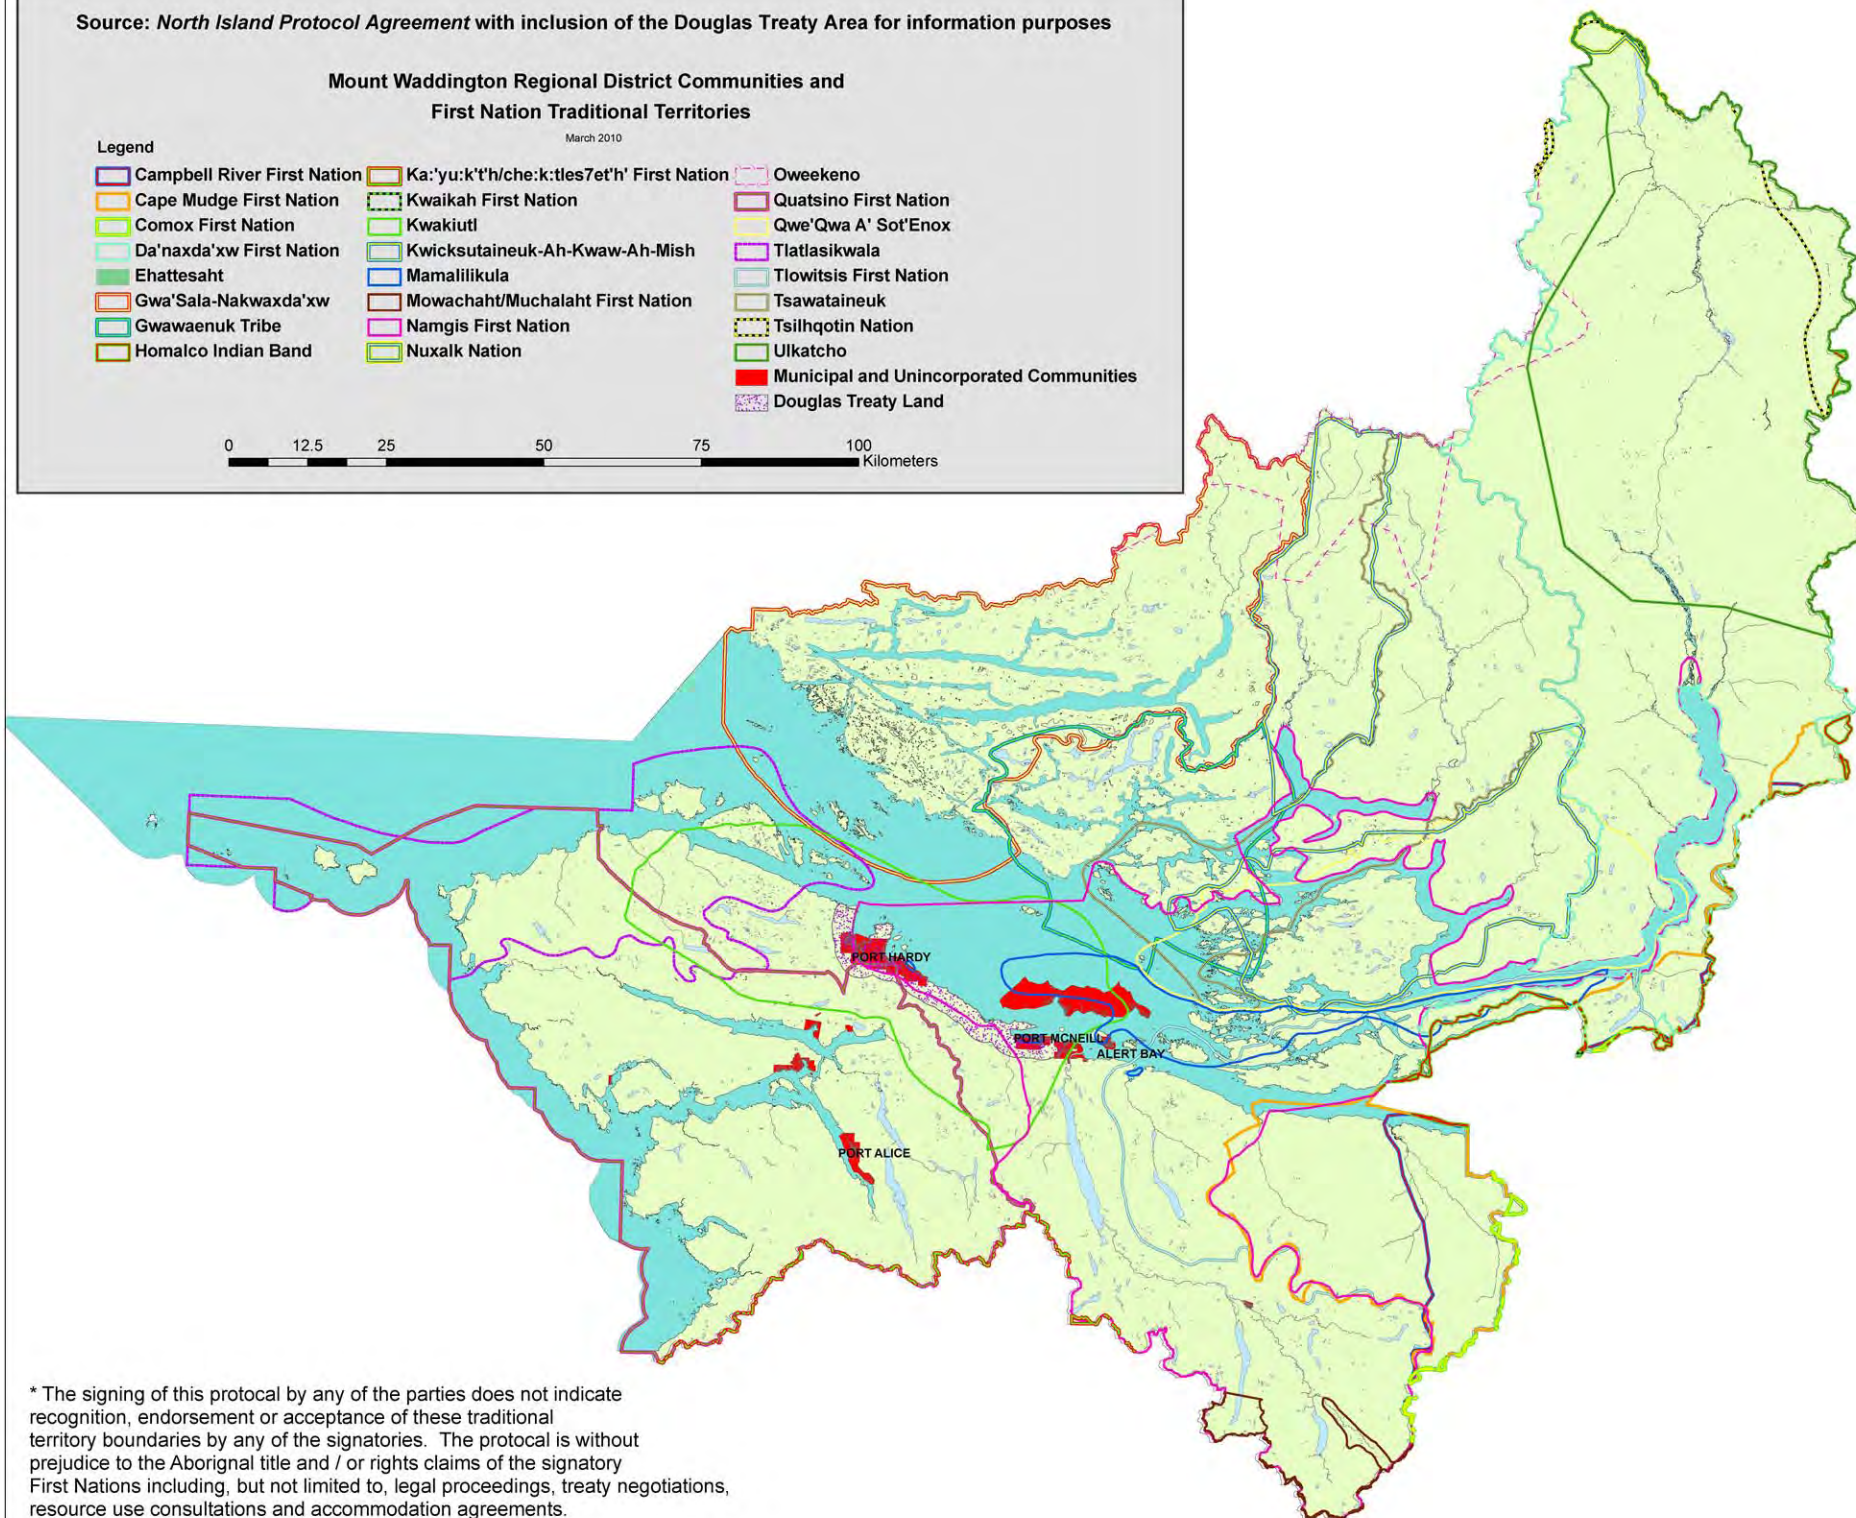 Source: North Island Protocol Agreement with inclusion of the Douglas Treaty Area for information purposes
Mount Waddington Regional District Communities and
First Nation Traditional Territories
March 2010
Legend
Campbell River First Nation
Cape Mudge First Nation
Comox First Nation
Da'naxda'xw First Nation
Ehattesaht
Gwa'Sala-Nakwaxda'xw
Gwawaenuk Tribe
Homalco Indian Band
Ka:'yu:k't'h/che:k:tles7et'h' First Nation
Kwaikah First Nation
Kwakiutl
Kwicksutaineuk-Ah-Kwaw-Ah-Mish
Mamalilikula
Mowachaht/Muchalaht First Nation
Namgis First Nation
Nuxalk Nation
Oweekeno
Quatsino First Nation
Qwe'Qwa A' Sot'Enox
Tlatlasikwala
Tlowitsis First Nation
Tsawataineuk
Tsilhqotin Nation
Ulkatcho
Municipal and Unincorporated Communities
Douglas Treaty Land
0 12.5 25 50 75 100
Kilometers
PORT HARDY
PORT MCNEILL
ALERT BAY
PORT ALICE
* The signing of this protocal by any of the parties does not indicate
recognition, endorsement or acceptance of these traditional
territory boundaries by any of the signatories. The protocal is without
prejudice to the Aborignal title and / or rights claims of the signatory
First Nations including, but not limited to, legal proceedings, treaty negotiations,
resource use consultations and accommodation agreements.